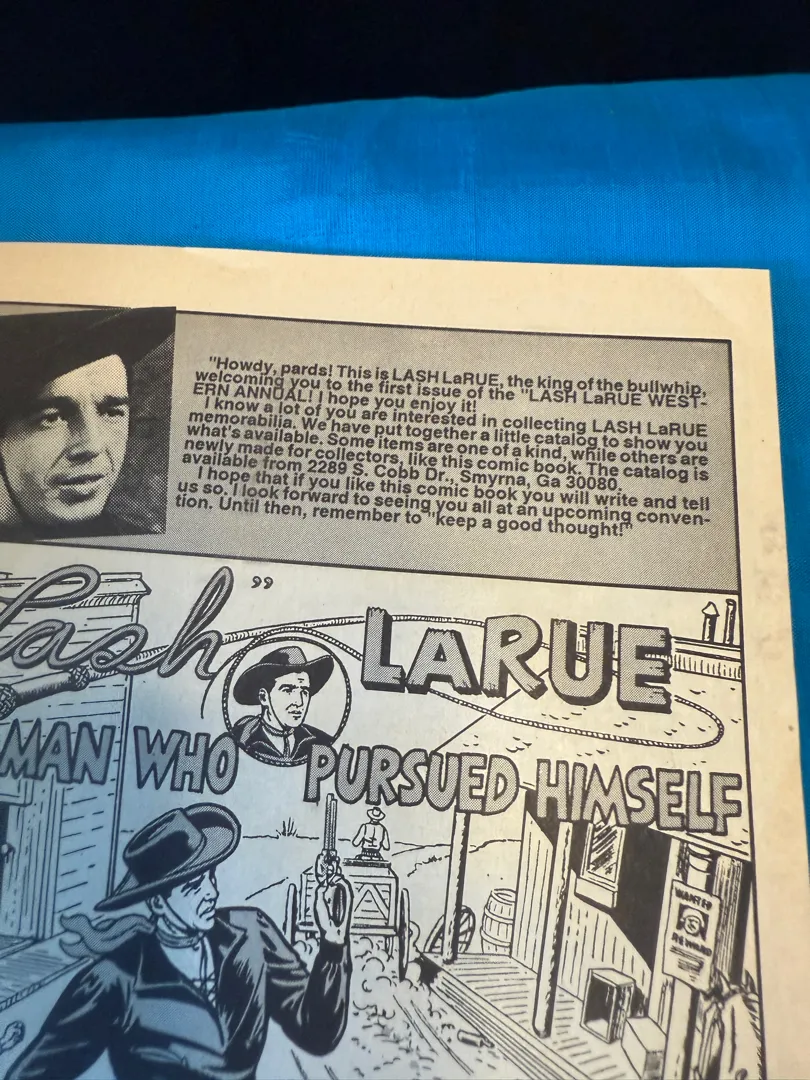 "Howdy, pards! This is LASH LaRUE, the king of the bullwhip,
welcoming you to the first issue of the "LASH LaRUE WEST-
ERN ANNUAL! I hope you enjoy it!
I know a lot of you are interested in collecting LASH LaRUE
memorabilia. We have put together a little catalog to show you
what's available. Some items are one of a kind, while others are
newly made for collectors, like this comic book. The catalog is
available from 2289 S. Cobb Dr., Smyrna, Ga 30080.
I hope that if you like this comic book you will write and tell
us so. I look forward to seeing you all at an upcoming conven-
tion. Until then, remember to "keep a good thought!"
"
Lash LaRUE
MAN WHO PURSUED HIMSELF
WANTED
$
REWARD